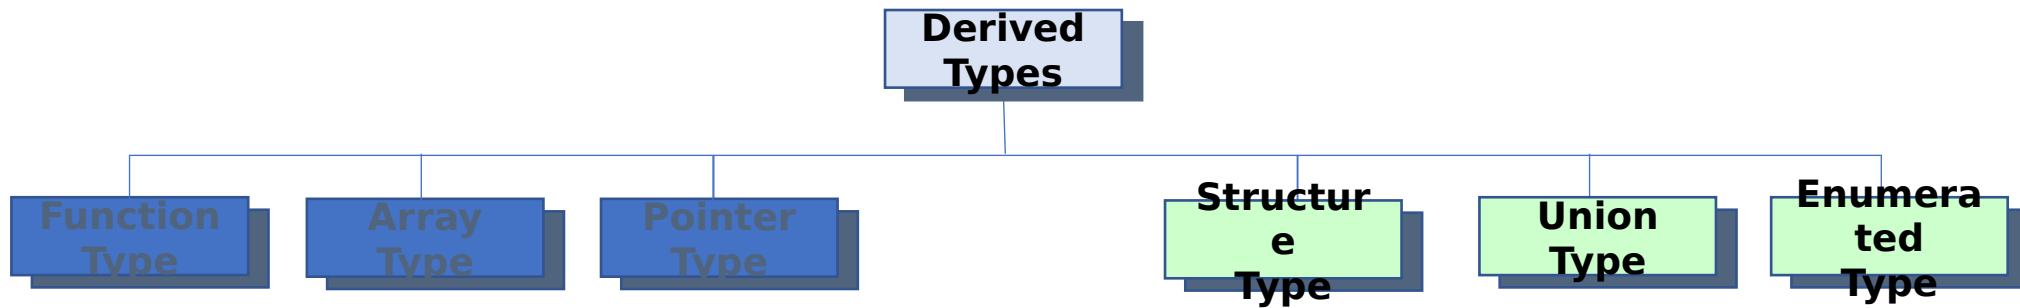 Derived
Types
Function
Type
Array
Type
Pointer
Type
Structur
e
Type
Union
Type
Enumera
ted
Type